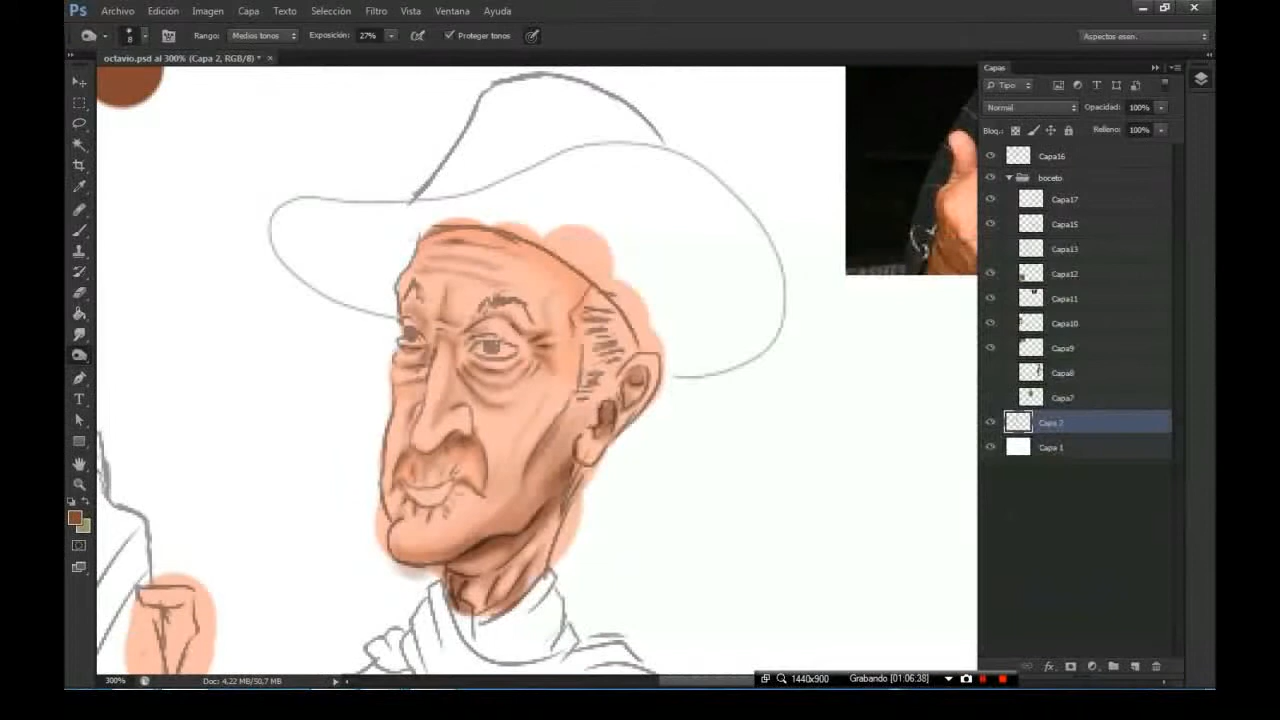 Ps Archivo Edición Imagen Capa Texto Selección Filtro Vista Ventana Ayuda
8 Rango: Medios tonos Exposición: 27% Proteger tonos Aspectos esen.
octavio.psd al 300% (Capa 2, RGB/8) * ×
Capas
Tipo
Normal Opacidad: 100%
Bloq.: Relleno: 100%
Capa16
boceto
Capa17
Capa15
Capa13
Capa12
Capa11
Capa10
Capa9
Capa8
Capa7
Capa 2
Capa 1
300% Doc: 4,22 MB/50,7 MB
1440x900 Grabando [01:06:38]